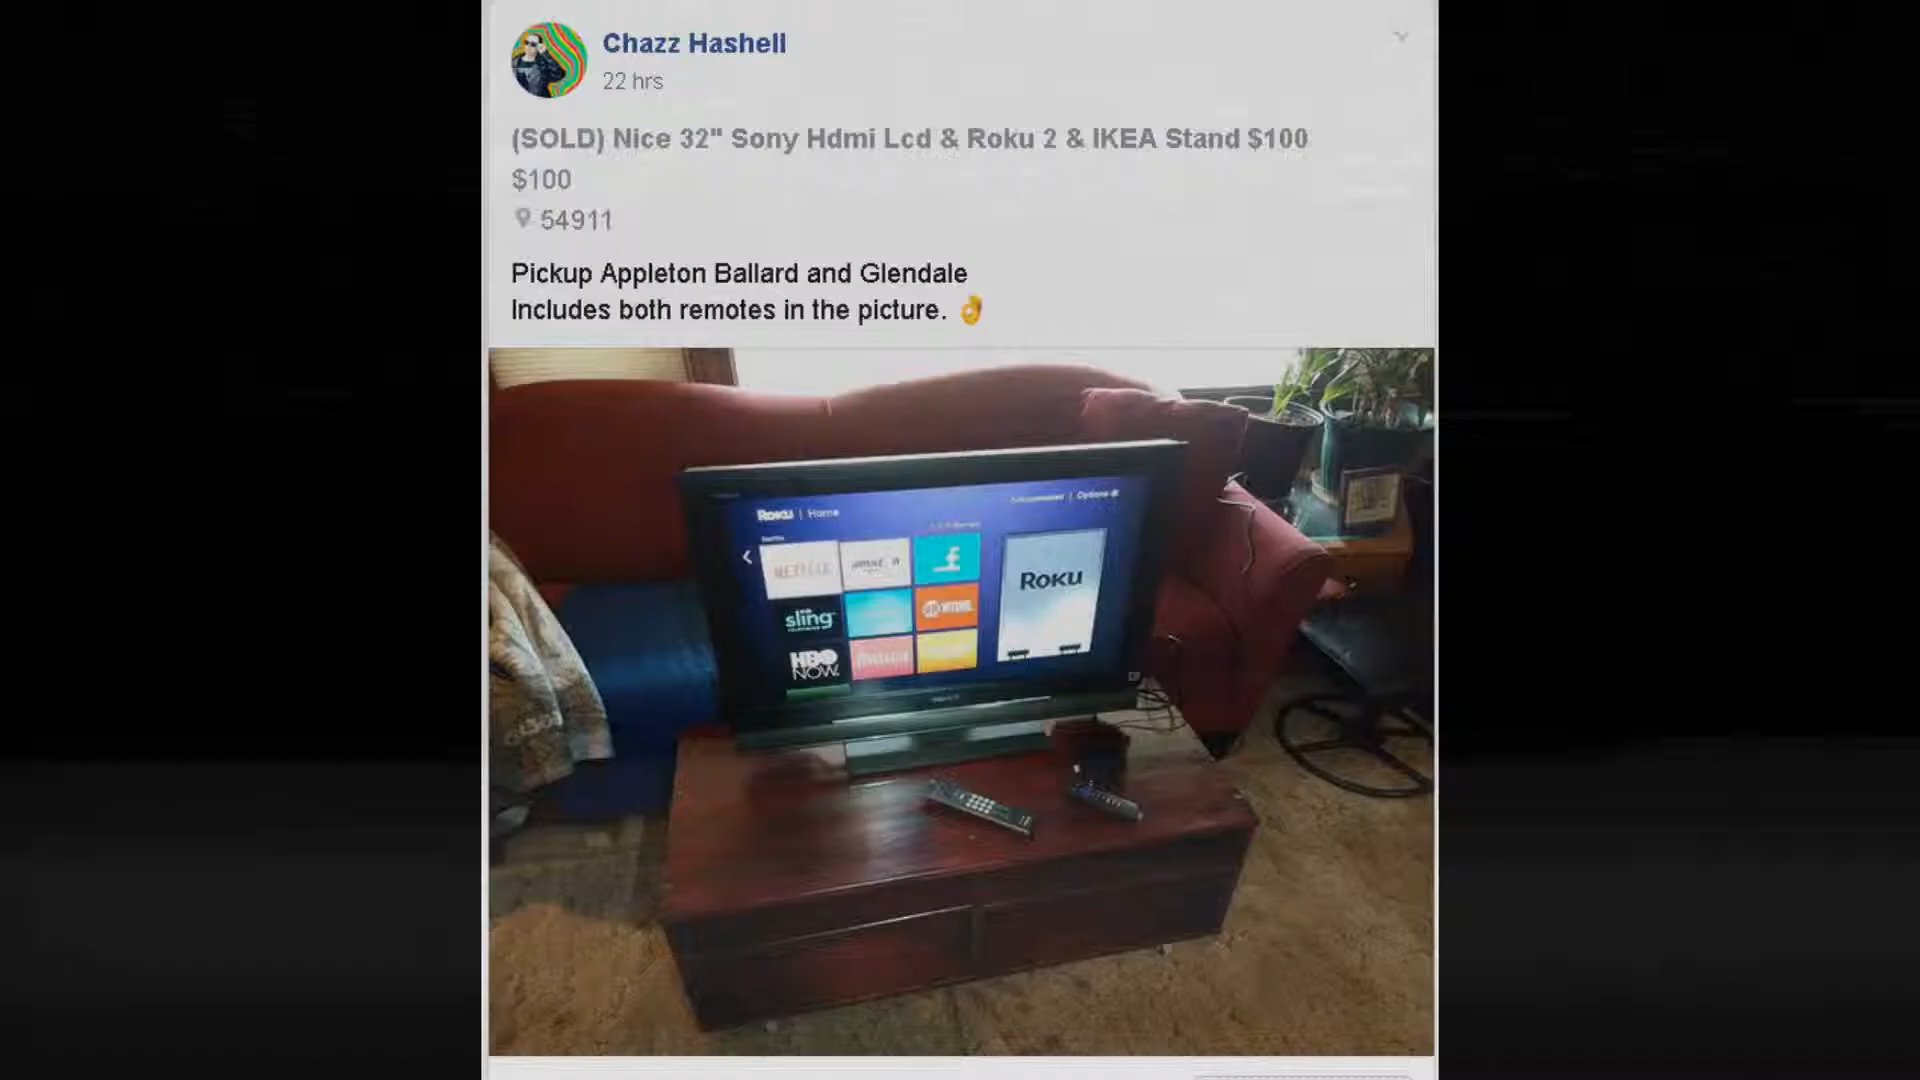 Chazz Hashell
22 hrs
(SOLD) Nice 32" Sony Hdmi Lcd & Roku 2 & IKEA Stand $100
$100
54911
Pickup Appleton Ballard and Glendale
Includes both remotes in the picture. 👌
Roku | Home
Options
NETFLIX
sling
HBO
NOW
Roku